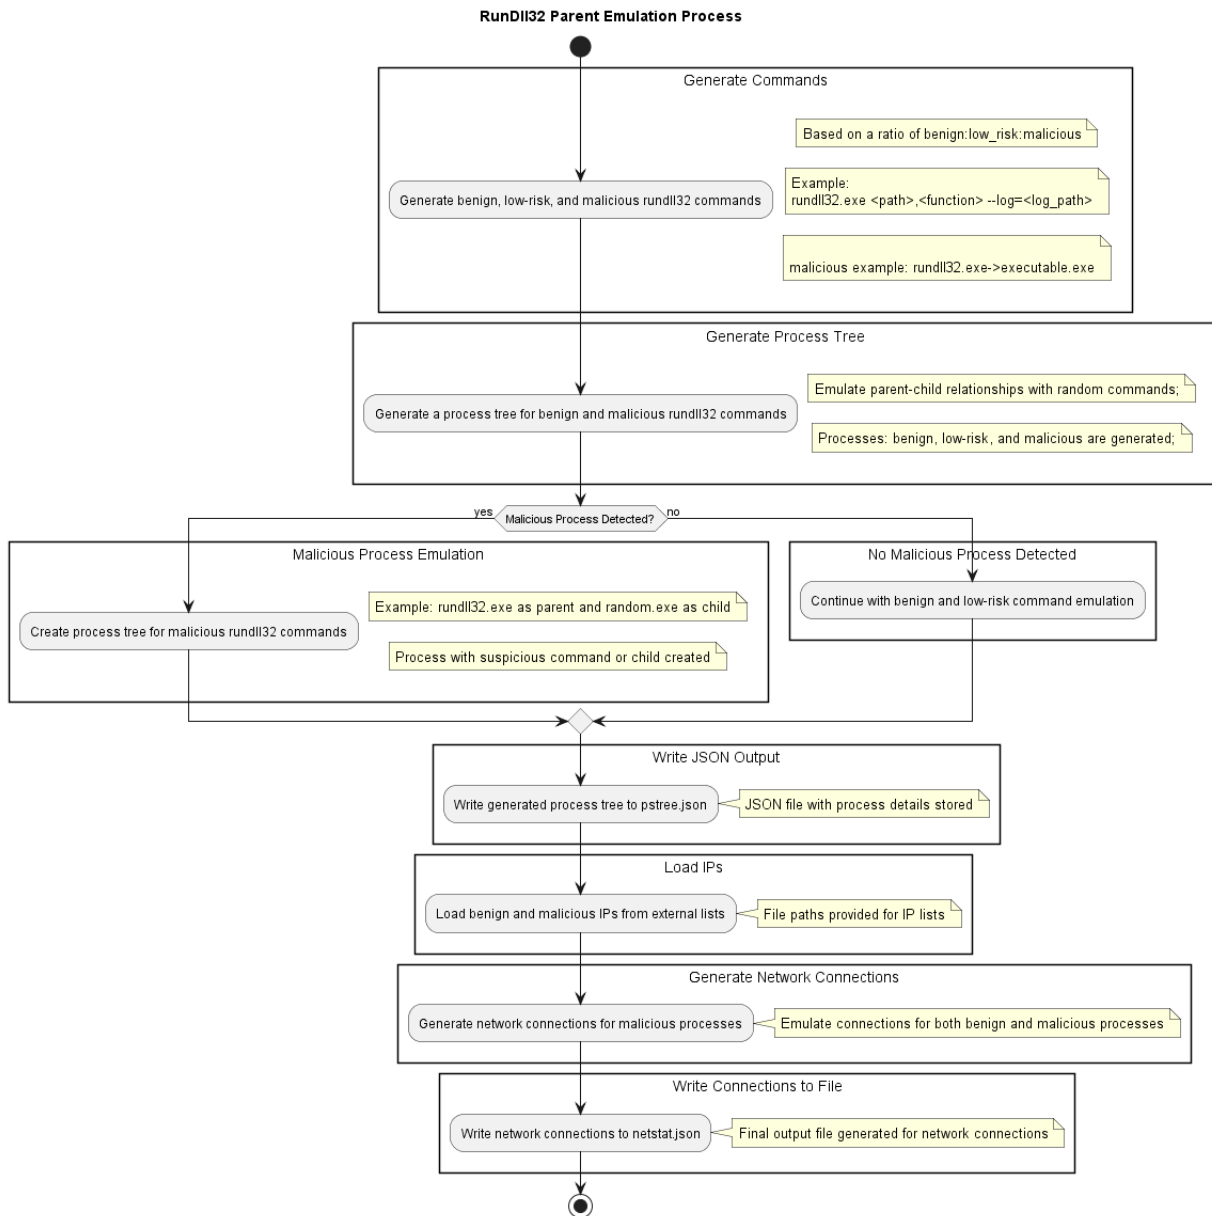 RunDll32 Parent Emulation Process
Generate Commands
Based on a ratio of benign:low_risk:malicious
Generate benign, low-risk, and malicious rundll32 commands
Example:
rundll32.exe <path>,<function> --log=<log_path>
malicious example: rundll32.exe->executable.exe
Generate Process Tree
Emulate parent-child relationships with random commands;
Generate a process tree for benign and malicious rundll32 commands
Processes: benign, low-risk, and malicious are generated;
yes
Malicious Process Detected?
no
Malicious Process Emulation
Example: rundll32.exe as parent and random.exe as child
Create process tree for malicious rundll32 commands
Process with suspicious command or child created
No Malicious Process Detected
Continue with benign and low-risk command emulation
Write JSON Output
Write generated process tree to pstree.json
JSON file with process details stored
Load IPs
Load benign and malicious IPs from external lists
File paths provided for IP lists
Generate Network Connections
Generate network connections for malicious processes
Emulate connections for both benign and malicious processes
Write Connections to File
Write network connections to netstat.json
Final output file generated for network connections